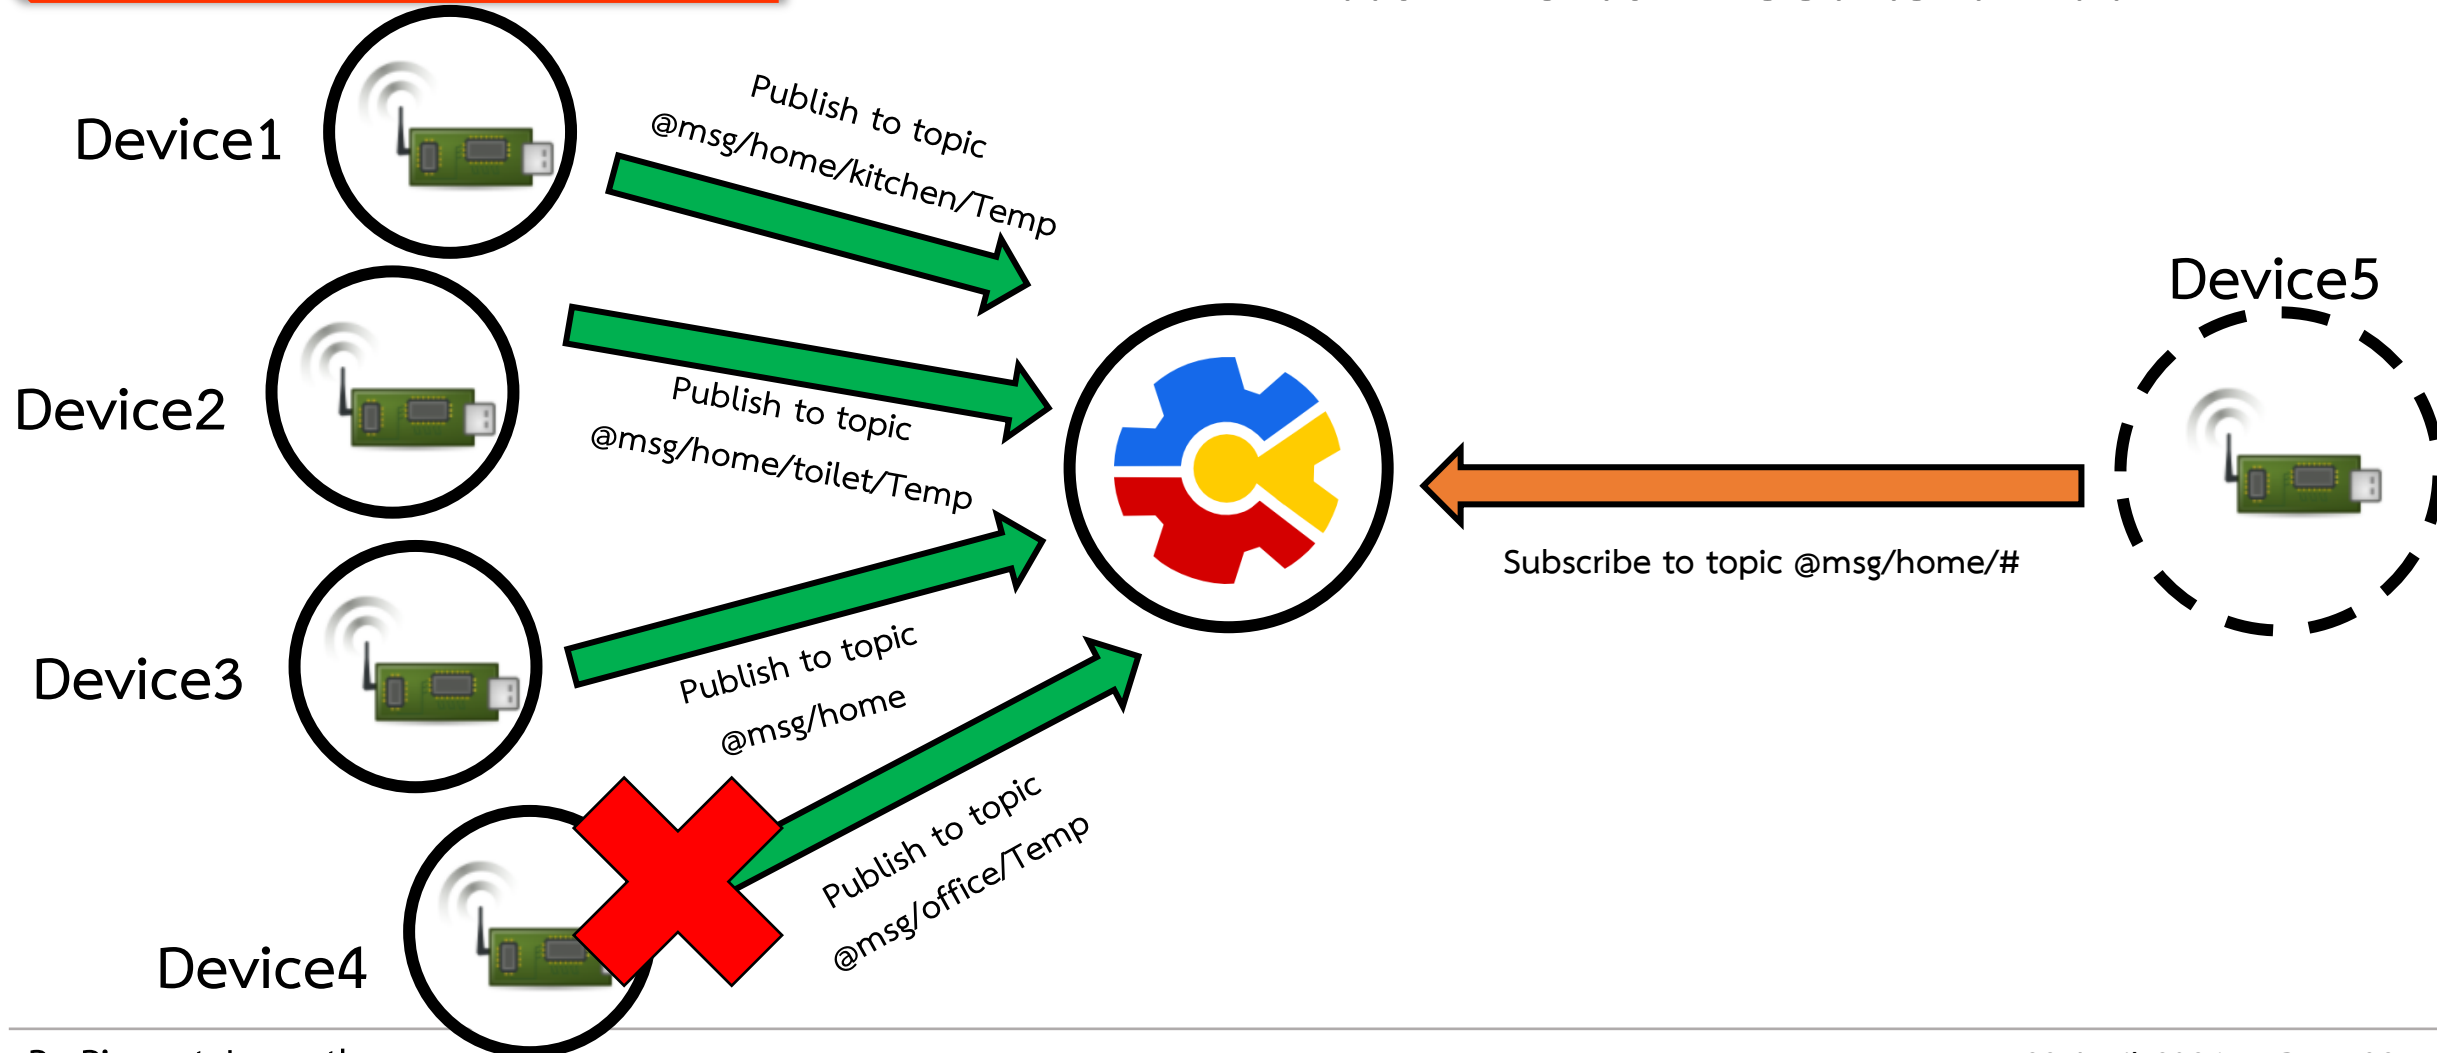 Device1
Publish to topic
@msg/home/kitchen/Temp
Device2
Publish to topic
@msg/home/toilet/Temp
Device5
Subscribe to topic @msg/home/#
Device3
Publish to topic
@msg/home
Device4
Publish to topic
@msg/office/Temp